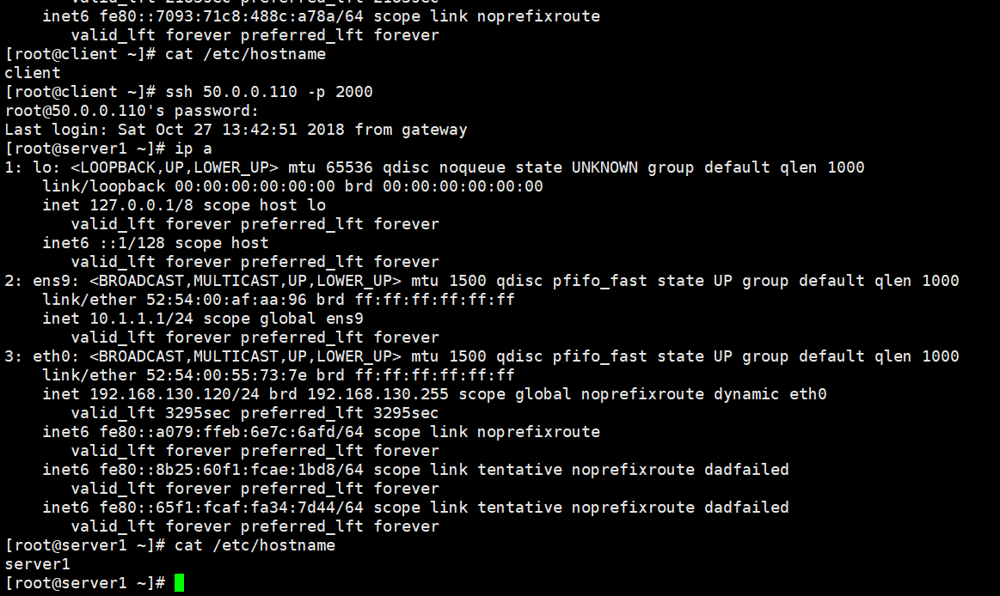 inet6 fe80::7093:71c8:488c:a78a/64 scope link noprefixroute
valid_lft forever preferred_lft forever
[root@client ~]# cat /etc/hostname
client
[root@client ~]# ssh 50.0.0.110 -p 2000
root@50.0.0.110's password:
Last login: Sat Oct 27 13:42:51 2018 from gateway
[root@server1 ~]# ip a
1: lo: <LOOPBACK,UP,LOWER_UP> mtu 65536 qdisc noqueue state UNKNOWN group default qlen 1000
    link/loopback 00:00:00:00:00:00 brd 00:00:00:00:00:00
    inet 127.0.0.1/8 scope host lo
       valid_lft forever preferred_lft forever
    inet6 ::1/128 scope host
       valid_lft forever preferred_lft forever
2: ens9: <BROADCAST,MULTICAST,UP,LOWER_UP> mtu 1500 qdisc pfifo_fast state UP group default qlen 1000
    link/ether 52:54:00:af:aa:96 brd ff:ff:ff:ff:ff:ff
    inet 10.1.1.1/24 scope global ens9
       valid_lft forever preferred_lft forever
3: eth0: <BROADCAST,MULTICAST,UP,LOWER_UP> mtu 1500 qdisc pfifo_fast state UP group default qlen 1000
    link/ether 52:54:00:55:73:7e brd ff:ff:ff:ff:ff:ff
    inet 192.168.130.120/24 brd 192.168.130.255 scope global noprefixroute dynamic eth0
       valid_lft 3295sec preferred_lft 3295sec
    inet6 fe80::a079:ffeb:6e7c:6afd/64 scope link noprefixroute
       valid_lft forever preferred_lft forever
    inet6 fe80::8b25:60f1:fcae:1bd8/64 scope link tentative noprefixroute dadfailed
       valid_lft forever preferred_lft forever
    inet6 fe80::65f1:fcaf:fa34:7d44/64 scope link tentative noprefixroute dadfailed
       valid_lft forever preferred_lft forever
[root@server1 ~]# cat /etc/hostname
server1
[root@server1 ~]#